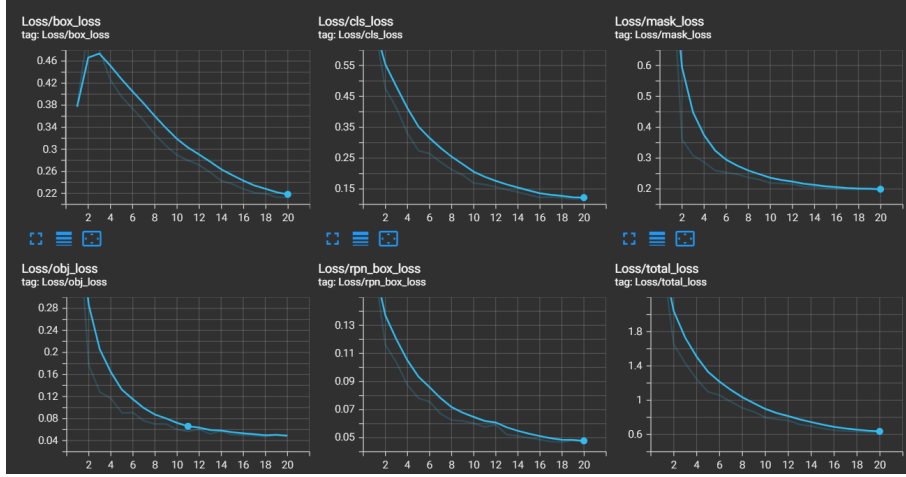 Loss/box_loss
tag: Loss/box_loss
0.46
0.42
0.38
0.34
0.3
0.26
0.22
2 4 6 8 10 12 14 16 18 20
Loss/cls_loss
tag: Loss/cls_loss
0.55
0.45
0.35
0.25
0.15
2 4 6 8 10 12 14 16 18 20
Loss/mask_loss
tag: Loss/mask_loss
0.6
0.5
0.4
0.3
0.2
2 4 6 8 10 12 14 16 18 20
Loss/obj_loss
tag: Loss/obj_loss
0.28
0.24
0.2
0.16
0.12
0.08
0.04
2 4 6 8 10 12 14 16 18 20
Loss/rpn_box_loss
tag: Loss/rpn_box_loss
0.13
0.11
0.09
0.07
0.05
2 4 6 8 10 12 14 16 18 20
Loss/total_loss
tag: Loss/total_loss
1.8
1.4
1
0.6
2 4 6 8 10 12 14 16 18 20